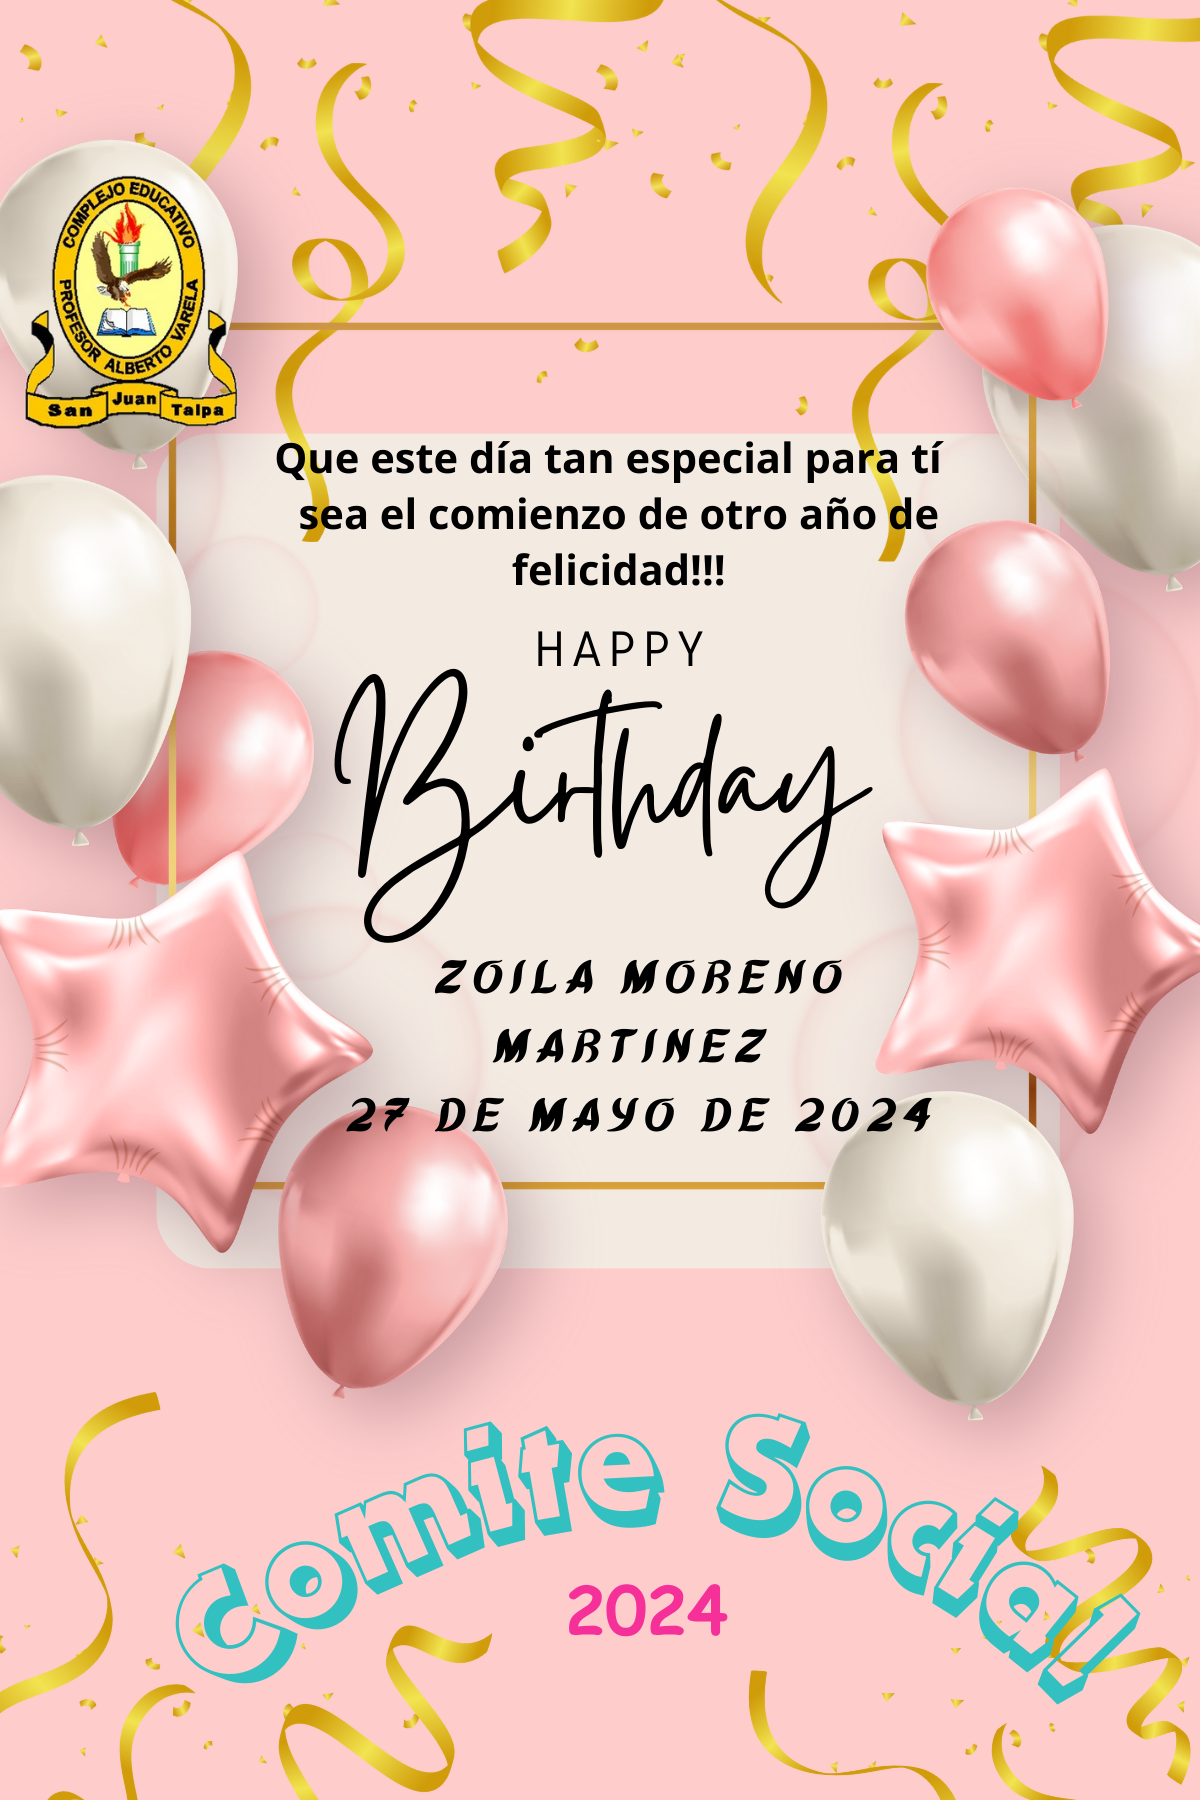 COMPLEJO EDUCATIVO
PROFESOR ALBERTO VARELA
San Juan Talpa
Que este día tan especial para tí
sea el comienzo de otro año de
felicidad!!!
HAPPY
Birthday
ZOILA MORENO
MARTINEZ
27 DE MAYO DE 2024
Comite Social
2024